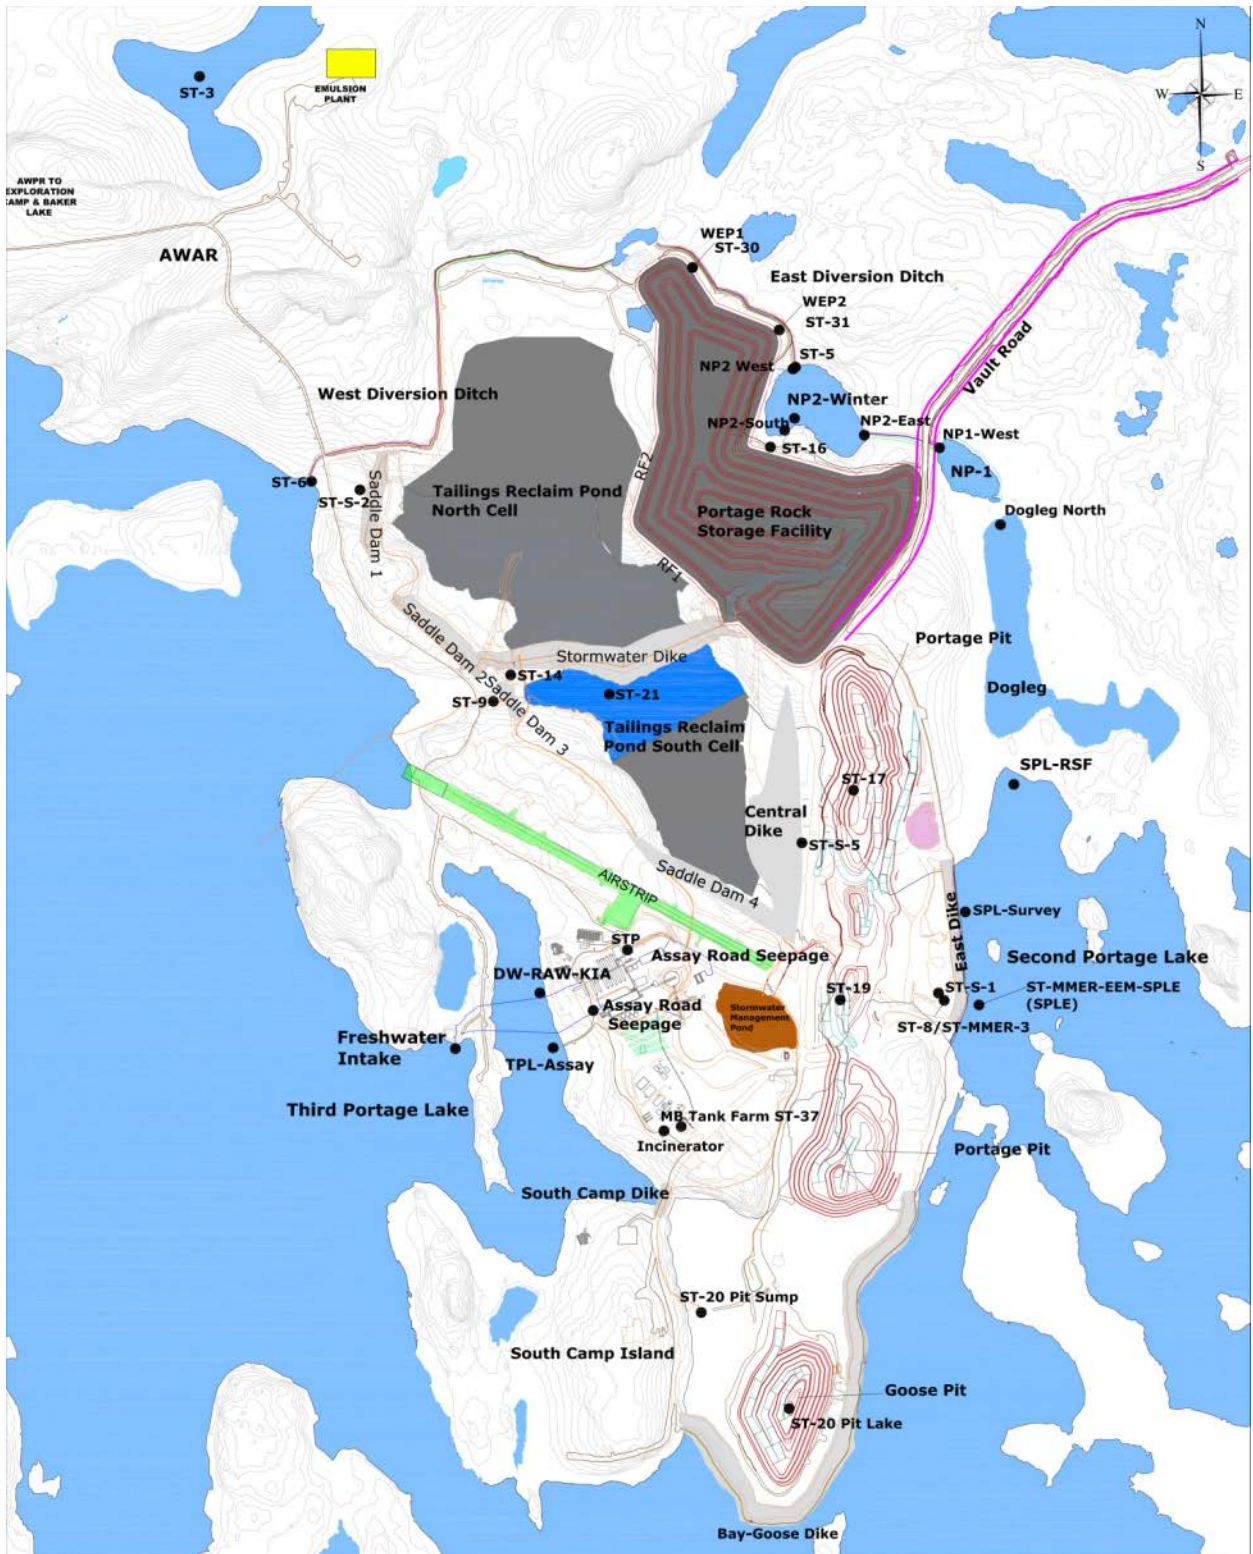 N
W
E
S
ST-3
EMULSION
PLANT
AWPR TO
EXPLORATION
CAMP & BAKER
LAKE
AWAR
WEP1
ST-30
East Diversion Ditch
WEP2
ST-31
Vault Road
NP2 West
ST-5
West Diversion Ditch
NP2-Winter
NP2-South
NP2-East
NP1-West
ST-16
NP-1
RF2
ST-6
ST-S-2
Saddle Dam 1
Tailings Reclaim Pond
North Cell
Portage Rock
Storage Facility
Dogleg North
RF1
Saddle Dam 2
Portage Pit
Stormwater Dike
ST-14
ST-21
Dogleg
ST-9
Saddle Dam 3
Tailings Reclaim
Pond South Cell
SPL-RSF
ST-17
Central
Dike
ST-S-5
AIRSTRIP
Saddle Dam 4
East Dike
SPL-Survey
STP
Assay Road Seepage
Second Portage Lake
DW-RAW-KIA
ST-19
ST-S-1
ST-MMER-EEM-SPLE
(SPLE)
Assay Road
Seepage
Stormwater
Management
Pond
ST-8/ST-MMER-3
Freshwater
Intake
TPL-Assay
Third Portage Lake
MB Tank Farm ST-37
Incinerator
Portage Pit
South Camp Dike
ST-20 Pit Sump
South Camp Island
Goose Pit
ST-20 Pit Lake
Bay-Goose Dike